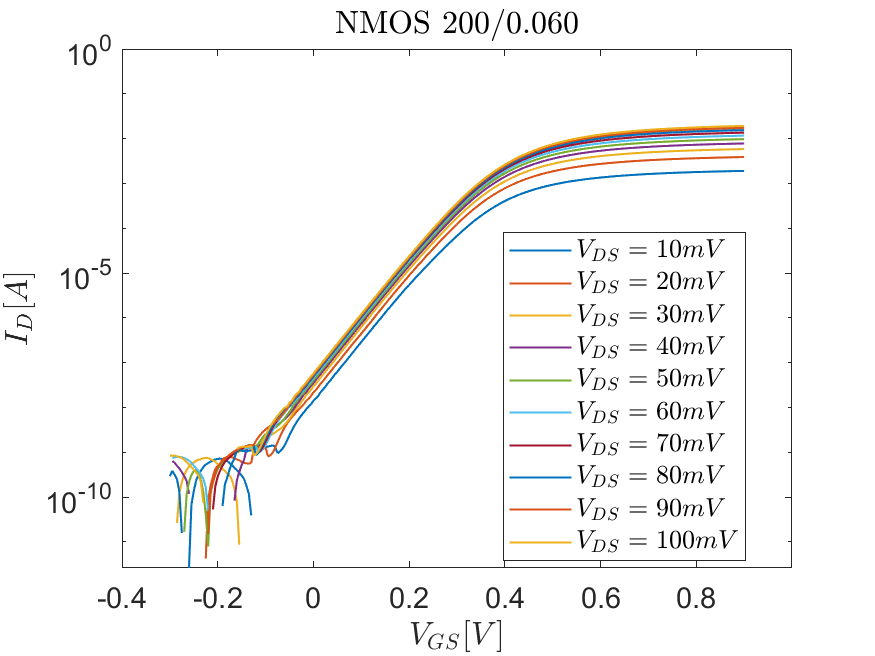 NMOS 200/0.060
10^0
10^-5
10^-10
I_D[A]
V_DS = 10mV
V_DS = 20mV
V_DS = 30mV
V_DS = 40mV
V_DS = 50mV
V_DS = 60mV
V_DS = 70mV
V_DS = 80mV
V_DS = 90mV
V_DS = 100mV
-0.4 -0.2 0 0.2 0.4 0.6 0.8
V_GS[V]